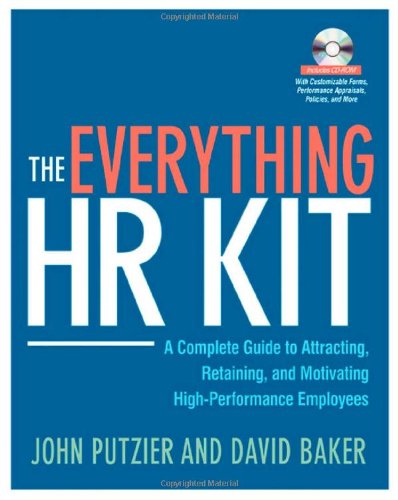 Copyrighted Material
Includes CD-ROM
With Customizable Forms,
Performance Appraisals,
Policies, and More
THE EVERYTHING
HR KIT
A Complete Guide to Attracting,
Retaining, and Motivating
High-Performance Employees
JOHN PUTZIER AND DAVID BAKER
Copyrighted Material